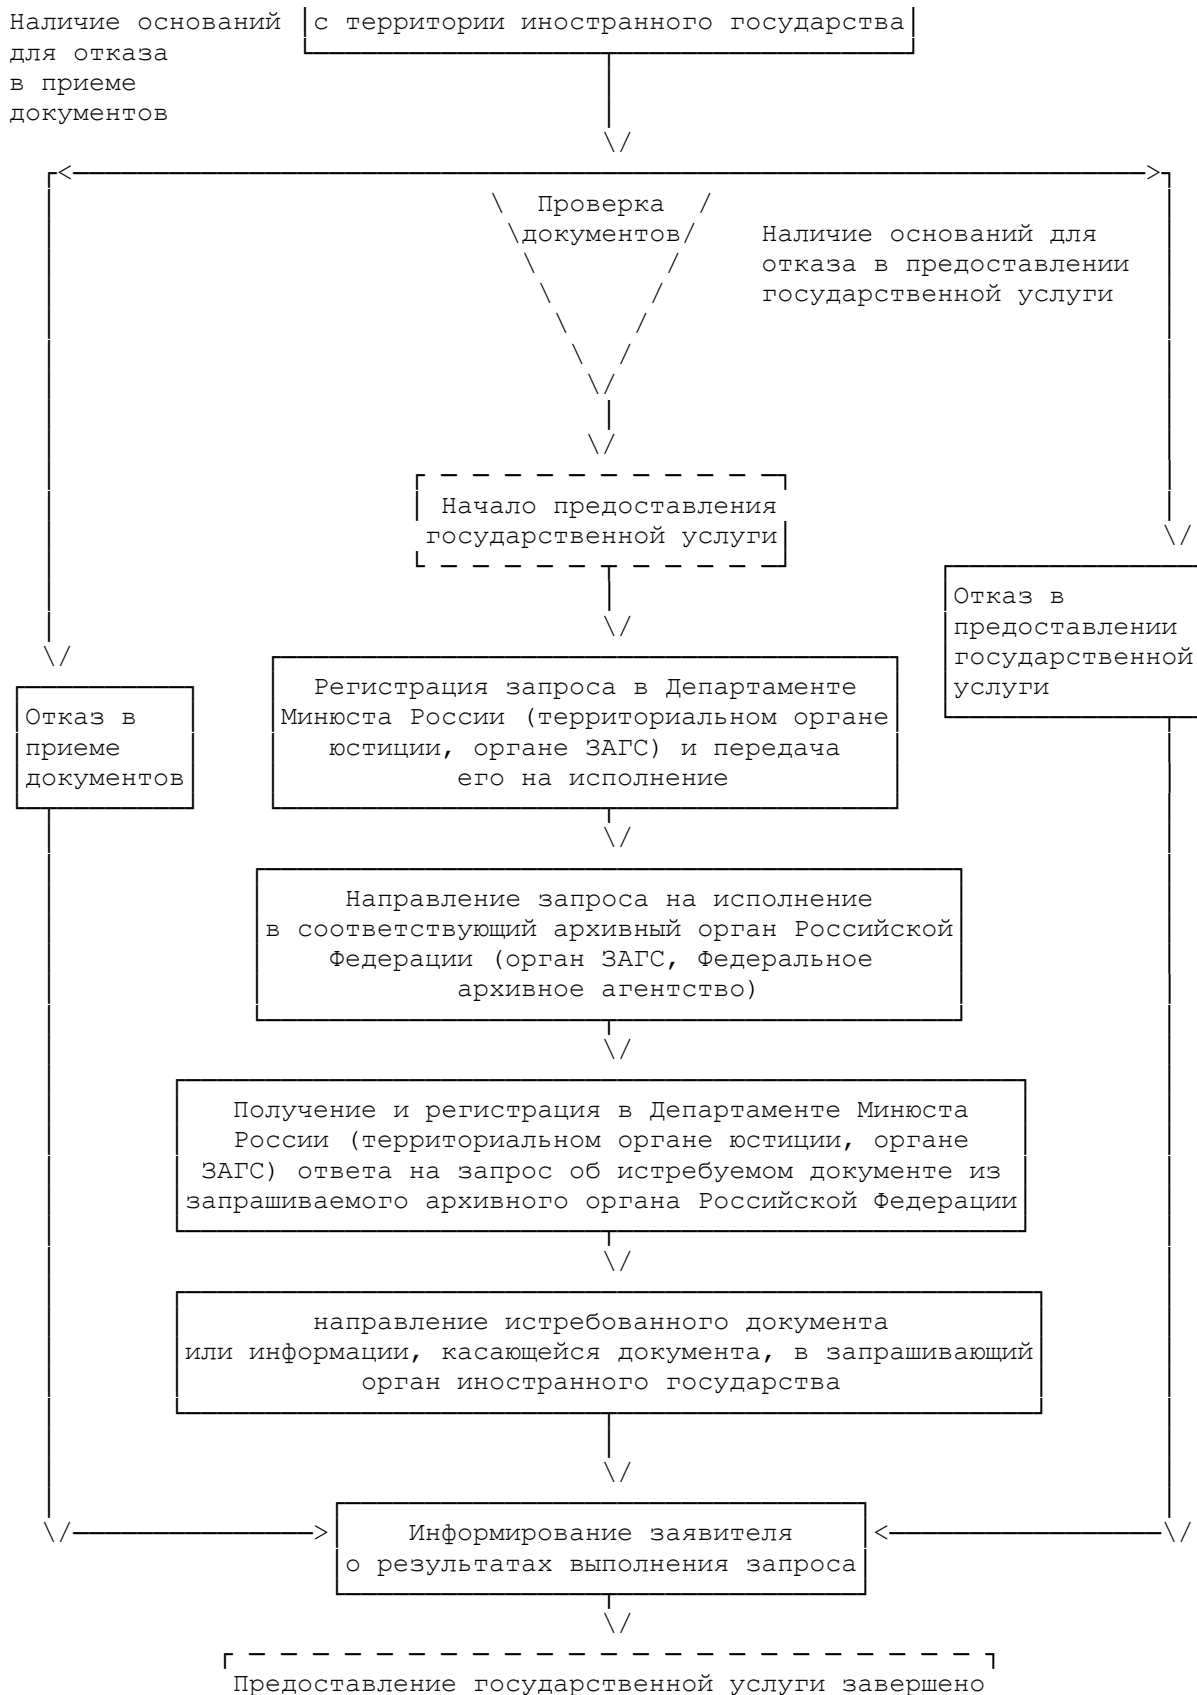 Наличие оснований
для отказа
в приеме
документов
с территории иностранного государства
Проверка
документов
Наличие оснований для
отказа в предоставлении
государственной услуги
Начало предоставления
государственной услуги
Отказ в
предоставлении
государственной
услуги
Отказ в
приеме
документов
Регистрация запроса в Департаменте
Минюста России (территориальном органе
юстиции, органе ЗАГС) и передача
его на исполнение
Направление запроса на исполнение
в соответствующий архивный орган Российской
Федерации (орган ЗАГС, Федеральное
архивное агентство)
Получение и регистрация в Департаменте Минюста
России (территориальном органе юстиции, органе
ЗАГС) ответа на запрос об истребуемом документе из
запрашиваемого архивного органа Российской Федерации
направление истребованного документа
или информации, касающейся документа, в запрашивающий
орган иностранного государства
Информирование заявителя
о результатах выполнения запроса
Предоставление государственной услуги завершено